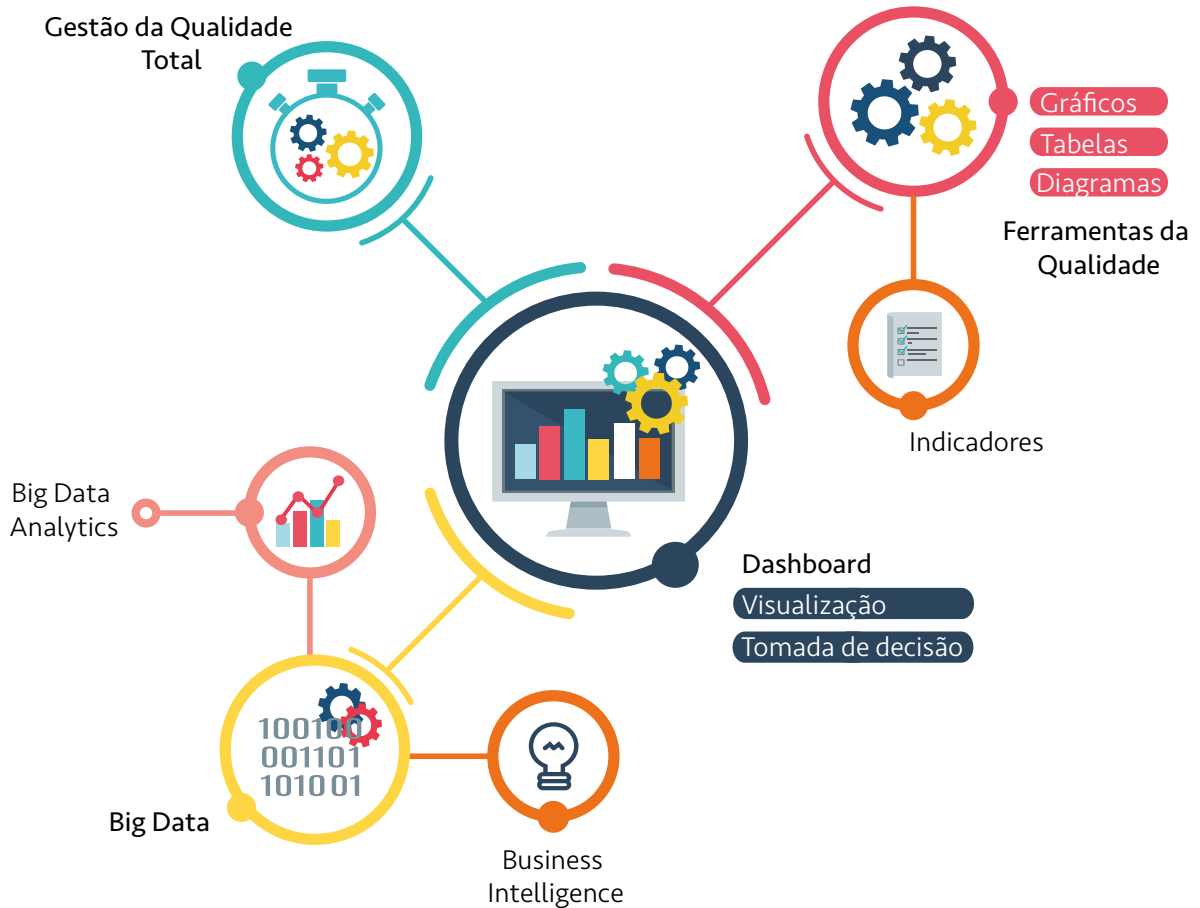 Gestão da Qualidade
Total
Gráficos
Tabelas
Diagramas
Ferramentas da
Qualidade
Indicadores
Big Data
Analytics
Dashboard
Visualização
Tomada de decisão
100100
001101
101001
Big Data
Business
Intelligence